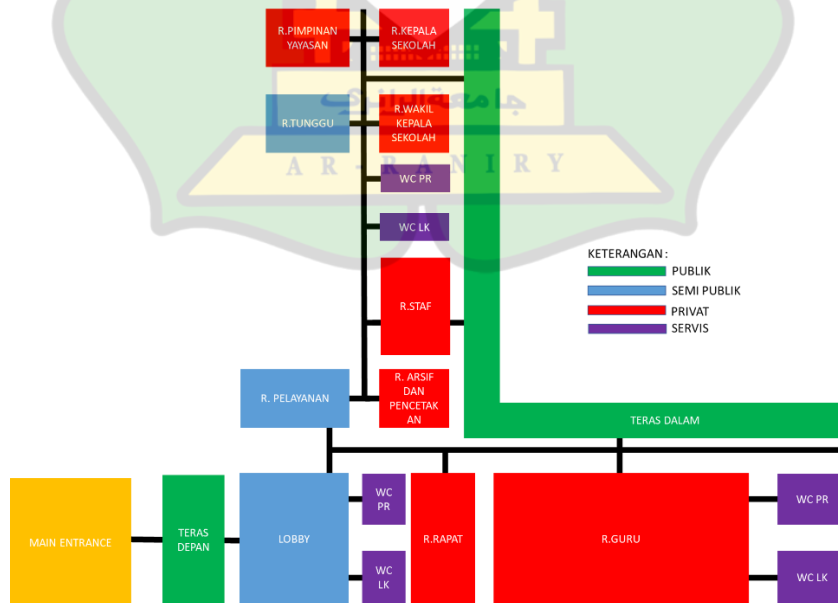 R.PIMPINAN
YAYASAN
R.KEPALA
SEKOLAH
جامعة الرانري
R.TUNGGU
R.WAKIL
KEPALA
SEKOLAH
AR-RANIRY
WC PR
WC LK
KETERANGAN :
PUBLIK
SEMI PUBLIK
PRIVAT
SERVIS
R.STAF
R. PELAYANAN
R. ARSIF
DAN
PENCETAK
AN
TERAS DALAM
MAIN ENTRANCE
TERAS
DEPAN
LOBBY
WC
PR
WC
LK
R.RAPAT
R.GURU
WC PR
WC LK